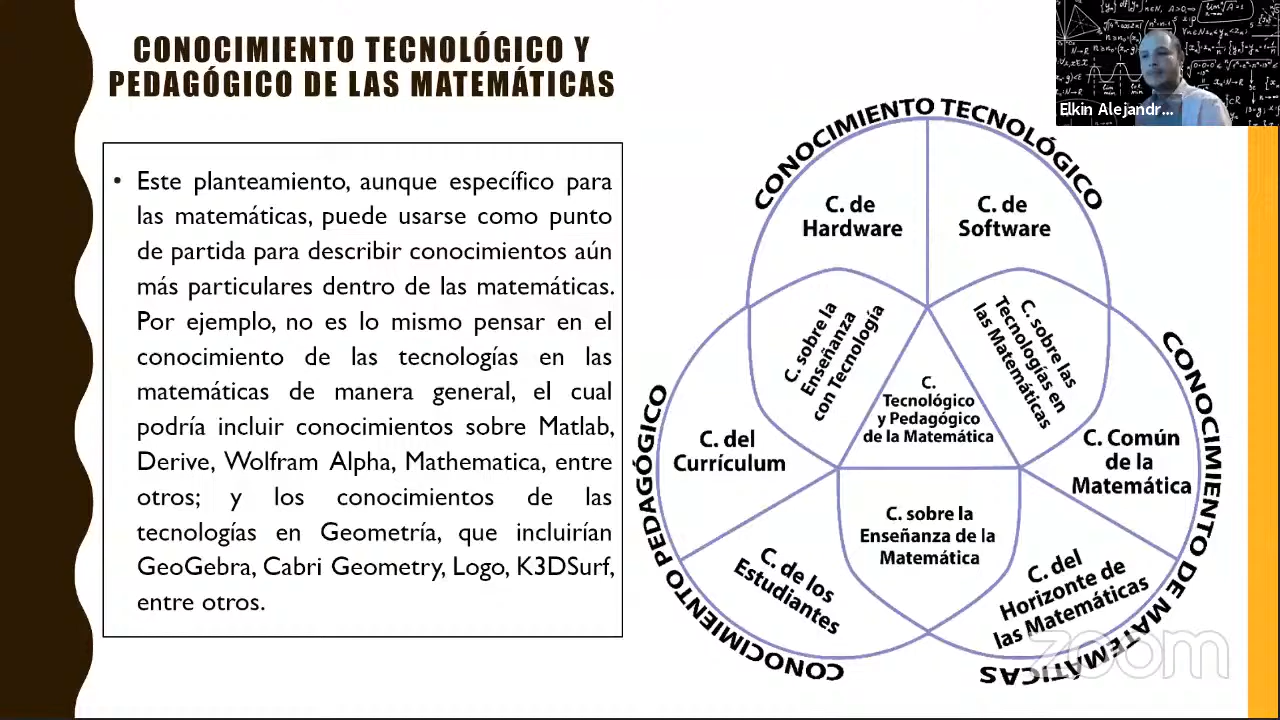 CONOCIMIENTO TECNOLÓGICO Y
PEDAGÓGICO DE LAS MATEMÁTICAS
• Este planteamiento, aunque específico para
las matemáticas, puede usarse como punto
de partida para describir conocimientos aún
más particulares dentro de las matemáticas.
Por ejemplo, no es lo mismo pensar en el
conocimiento de las tecnologías en las
matemáticas de manera general, el cual
podría incluir conocimientos sobre Matlab,
Derive, Wolfram Alpha, Mathematica, entre
otros; y los conocimientos de las
tecnologías en Geometría, que incluirían
GeoGebra, Cabri Geometry, Logo, K3DSurf,
entre otros.
CONOCIMIENTO TECNOLÓGICO
C. de
Hardware
C. de
Software
C. sobre la
Enseñanza
con Tecnología
C. sobre las
Tecnologías en
las Matemáticas
C.
Tecnológico
y Pedagógico
de la Matemática
CONOCIMIENTO PEDAGÓGICO
C. del
Currículum
C. de los
Estudiantes
C. sobre la
Enseñanza de la
Matemática
CONOCIMIENTO DE MATEMÁTICAS
C. Común
de la
Matemática
C. del
Horizonte de
las Matemáticas
Elkin Alejandr...
zoom